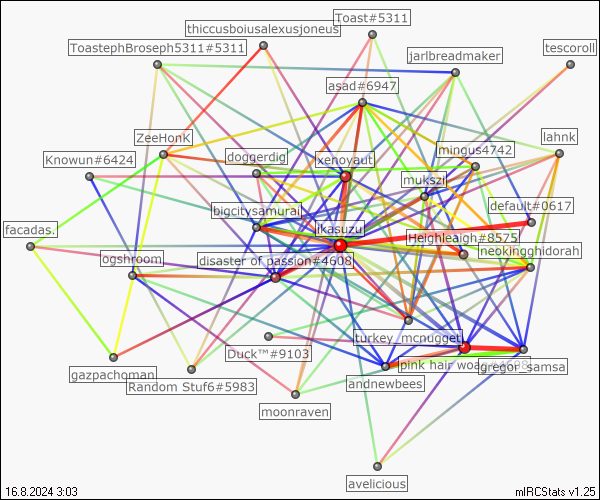 Toast#5311
thiccusboiusalexusjoneus
ToastephBroseph5311#5311
jarlbreadmaker
tescoroll
asad#6947
ZeeHonk
lahnk
mingus4742
Knowun#6424
doggerdig
xenoyaut
mukszi
bigcitysamurai
default#0617
facadas.
ikasuzu
Heighleaigh#8575
ogshroom
disaster of passion#4608
neokingghidorah
turkey_mcnugget
Duck™#9103
pink hair woag
gregor_samsa
gazpachoman
Random Stuf6#5983
andnewbees
moonraven
avelicious
16.8.2024 3:03
mIRCStats v1.25